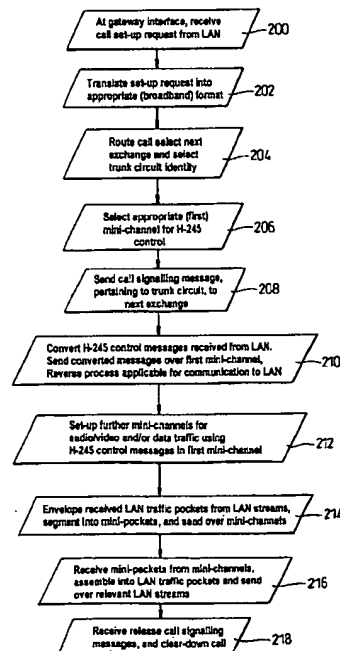 At gateway interface, receive
call set-up request from LAN
200
Translate set-up request into
appropriate (broadband) format
202
Route call select next
exchange and select
trunk circuit identity
204
Select appropriate (first)
mini-channel for H-245
control
206
Send call signalling message,
pertaining to trunk circuit, to
next exchange
208
Convert H-245 control messages received from LAN.
Send converted messages over first mini-channel,
Reverse process applicable for communication to LAN
210
Set-up further mini-channels for
audio/video and/or data traffic using
H-245 control messages in first mini-channel
212
Envelope received LAN traffic pockets from LAN streams,
segment into mini-pockets, and send over mini-channels
214
Receive mini-packets from mini-channels,
assemble into LAN traffic pockets and send
over relevant LAN streams
216
Receive release call signalling
messages, and clear-down call
218